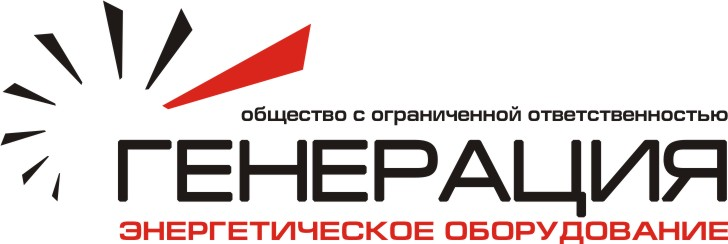 общество с ограниченной ответственностью
ГЕНЕРАЦИЯ
ЭНЕРГЕТИЧЕСКОЕ ОБОРУДОВАНИЕ